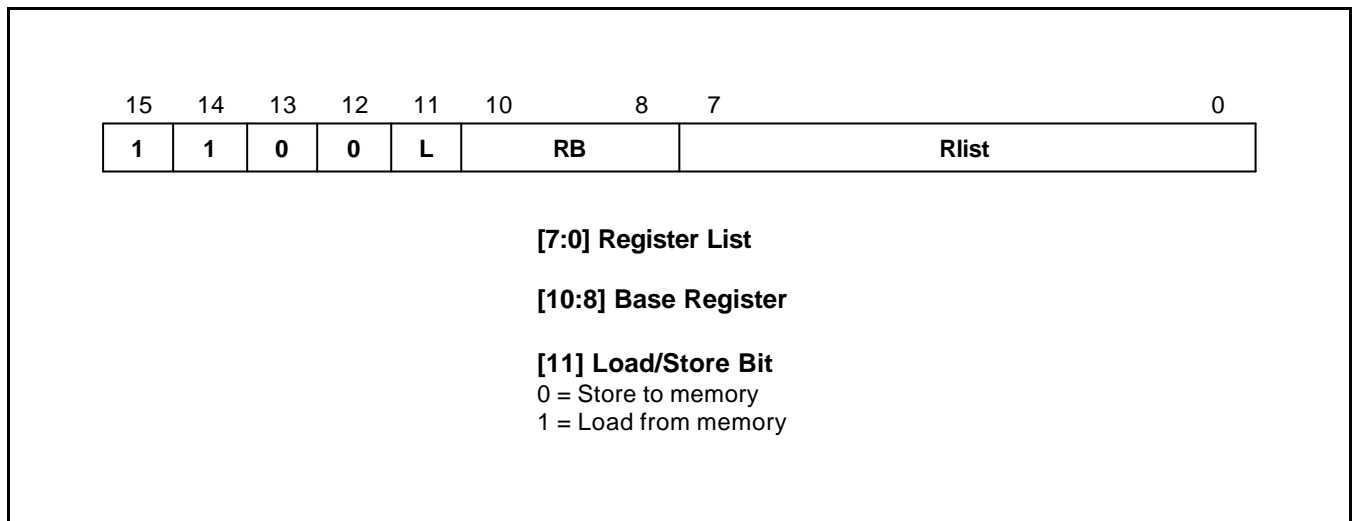 15 14 13 12 11 10 8 7 0
1 1 0 0 L RB Rlist
[7:0] Register List
[10:8] Base Register
[11] Load/Store Bit
0 = Store to memory
1 = Load from memory